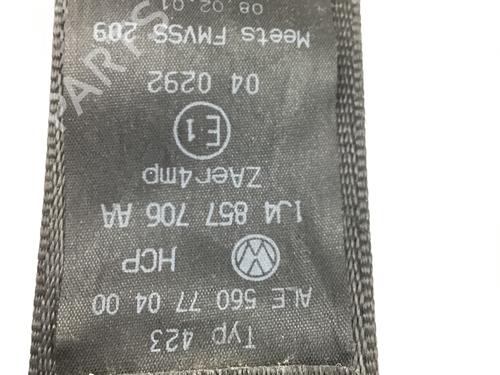 Typ 423
ALE 560 77 04 00
HCP
1J4 857 706 AA
ZAer4mp
E1
04 0292
Meets FMVSS 209
08.02.01